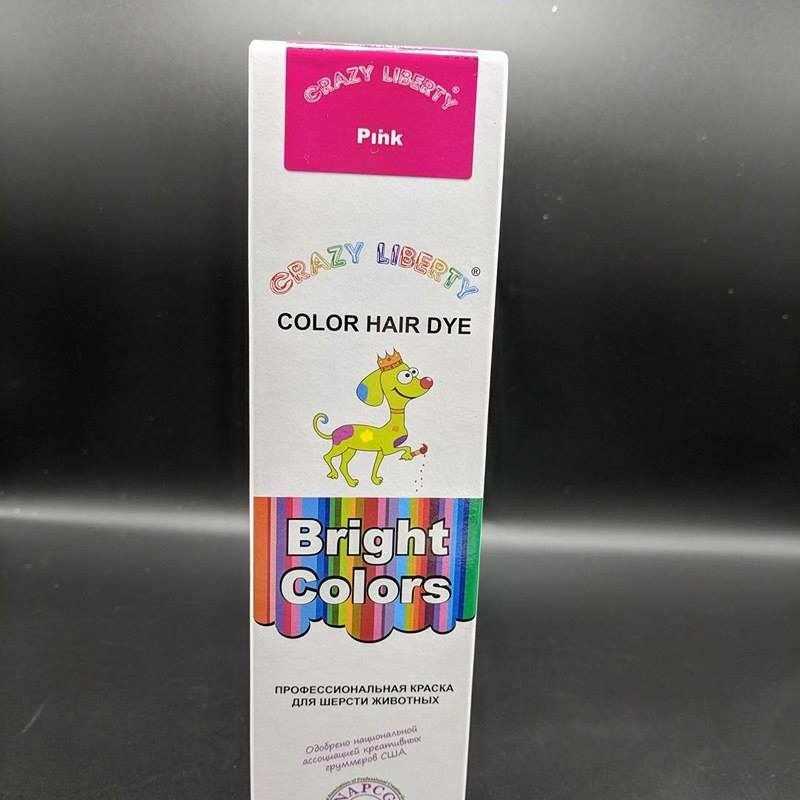 CRAZY LIBERTY®
Pink
CRAZY LIBERTY®
COLOR HAIR DYE
Bright
Colors
ПРОФЕССИОНАЛЬНАЯ КРАСКА
ДЛЯ ШЕРСТИ ЖИВОТНЫХ
Одобрено национальной
ассоциацией креативных
груммеров США
NAPCG